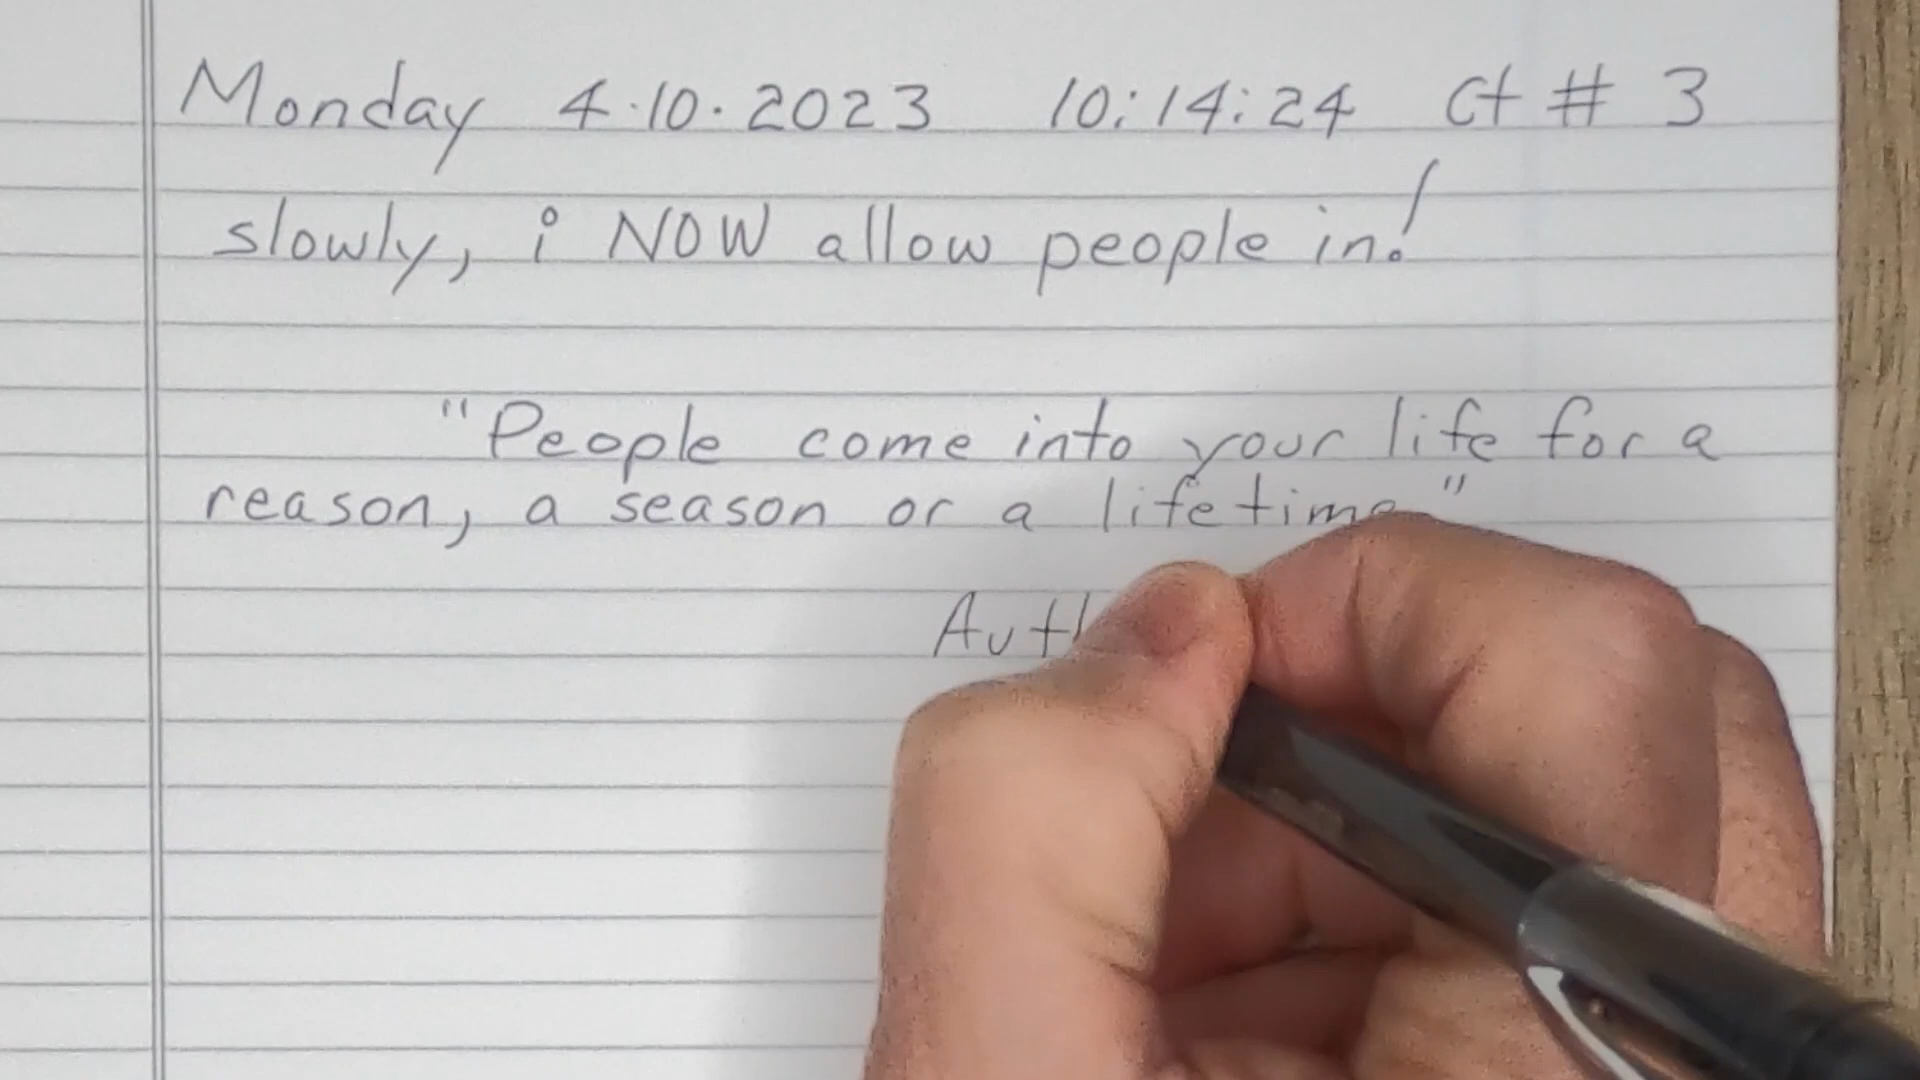 Monday 4.10.2023 10:14:24 Ct # 3
slowly, i NOW allow people in!
"People come into your life for a
reason, a season or a lifetime"